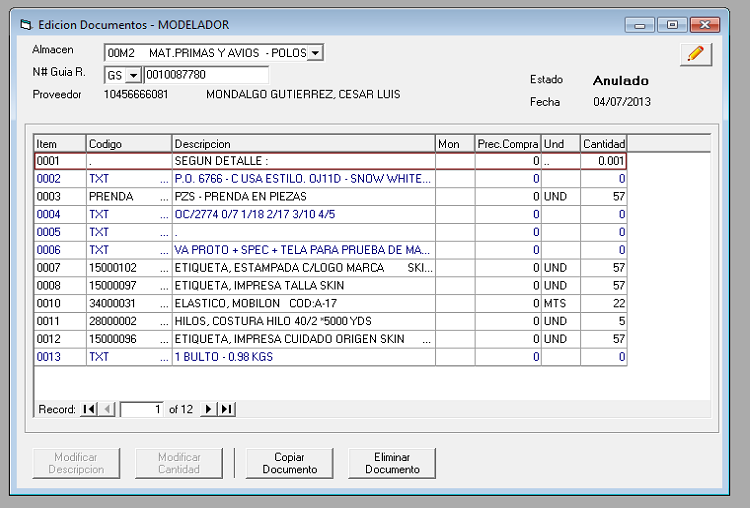 Edicion Documentos - MODELADOR
Almacen 00M2 MAT.PRIMAS Y AVIOS - POLOS
N# Guia R. GS 0010087780
Estado Anulado
Proveedor 10456666081 MONDALGO GUTIERREZ, CESAR LUIS
Fecha 04/07/2013
Item Codigo Descripcion Mon Prec.Compra Und Cantidad
0001 . SEGUN DETALLE : 0 .. 0.001
0002 TXT ... P.O. 6766 - C USA ESTILO. OJ11D - SNOW WHITE... 0 0
0003 PRENDA ... PZS - PRENDA EN PIEZAS 0 UND 57
0004 TXT ... OC/2774 0/7 1/18 2/17 3/10 4/5 0 0
0005 TXT ... . 0 0
0006 TXT ... VA PROTO + SPEC + TELA PARA PRUEBA DE MA... 0 0
0007 15000102 ... ETIQUETA, ESTAMPADA C/LOGO MARCA SKI... 0 UND 57
0008 15000097 ... ETIQUETA, IMPRESA TALLA SKIN 0 UND 57
0010 34000031 ... ELASTICO, MOBILON COD:A-17 0 MTS 22
0011 28000002 ... HILOS, COSTURA HILO 40/2 *5000 YDS 0 UND 5
0012 15000096 ... ETIQUETA, IMPRESA CUIDADO ORIGEN SKIN ... 0 UND 57
0013 TXT ... 1 BULTO - 0.98 KGS 0 0
Record: 1 of 12
Modificar Descripcion
Modificar Cantidad
Copiar Documento
Eliminar Documento